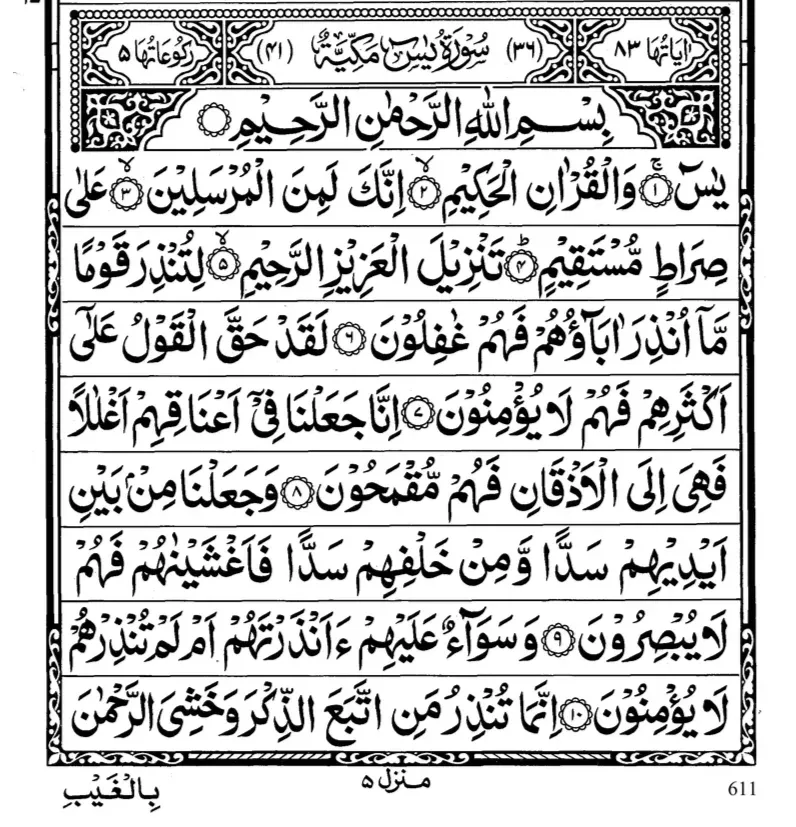 اٰیَاتُهَا ٨٣ (٣٦) سُوْرَةُ یٰسٓ مَكِّیَّةٌ (٤١) رُكُوْعَاتُهَا ٥
بِسْمِ اللّٰهِ الرَّحْمٰنِ الرَّحِیْمِ
یٰسٓ ۚ﴿١﴾ وَالْقُرْاٰنِ الْحَكِیْمِ ۙ﴿٢﴾ اِنَّكَ لَمِنَ الْمُرْسَلِیْنَ ۙ﴿٣﴾ عَلٰی
صِرَاطٍ مُّسْتَقِیْمٍ ؕ﴿٤﴾ تَنْزِیْلَ الْعَزِیْزِ الرَّحِیْمِ ۙ﴿٥﴾ لِتُنْذِرَ قَوْمًا
مَّاۤ اُنْذِرَ اٰبَآؤُهُمْ فَهُمْ غٰفِلُوْنَ ﴿٦﴾ لَقَدْ حَقَّ الْقَوْلُ عَلٰۤی
اَكْثَرِهِمْ فَهُمْ لَا یُؤْمِنُوْنَ ﴿٧﴾ اِنَّا جَعَلْنَا فِیْۤ اَعْنَاقِهِمْ اَغْلٰلًا
فَهِیَ اِلَی الْاَذْقَانِ فَهُمْ مُّقْمَحُوْنَ ﴿٨﴾ وَجَعَلْنَا مِنْۢ بَیْنِ
اَیْدِیْهِمْ سَدًّا وَّمِنْ خَلْفِهِمْ سَدًّا فَاَغْشَیْنٰهُمْ فَهُمْ
لَا یُبْصِرُوْنَ ﴿٩﴾ وَسَوَآءٌ عَلَیْهِمْ ءَاَنْذَرْتَهُمْ اَمْ لَمْ تُنْذِرْهُمْ
لَا یُؤْمِنُوْنَ ﴿١٠﴾ اِنَّمَا تُنْذِرُ مَنِ اتَّبَعَ الذِّكْرَ وَخَشِیَ الرَّحْمٰنَ
بِالْغَیْبِ منزل ٥ 611